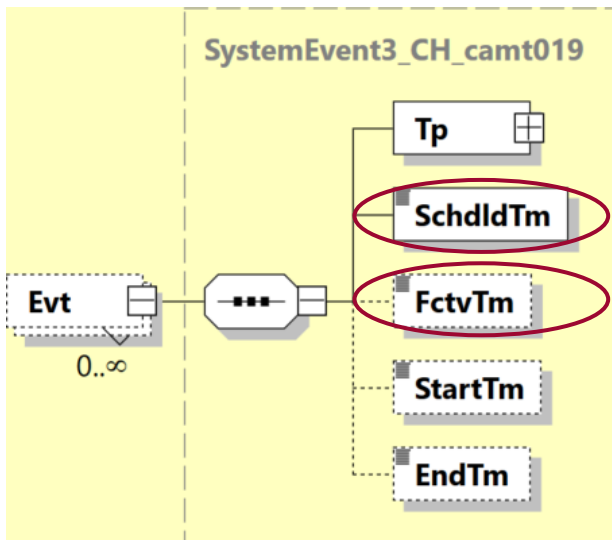 SystemEvent3_CH_camt019
Tp
SchdldTm
Evt
FctvTm
0..∞
StartTm
EndTm